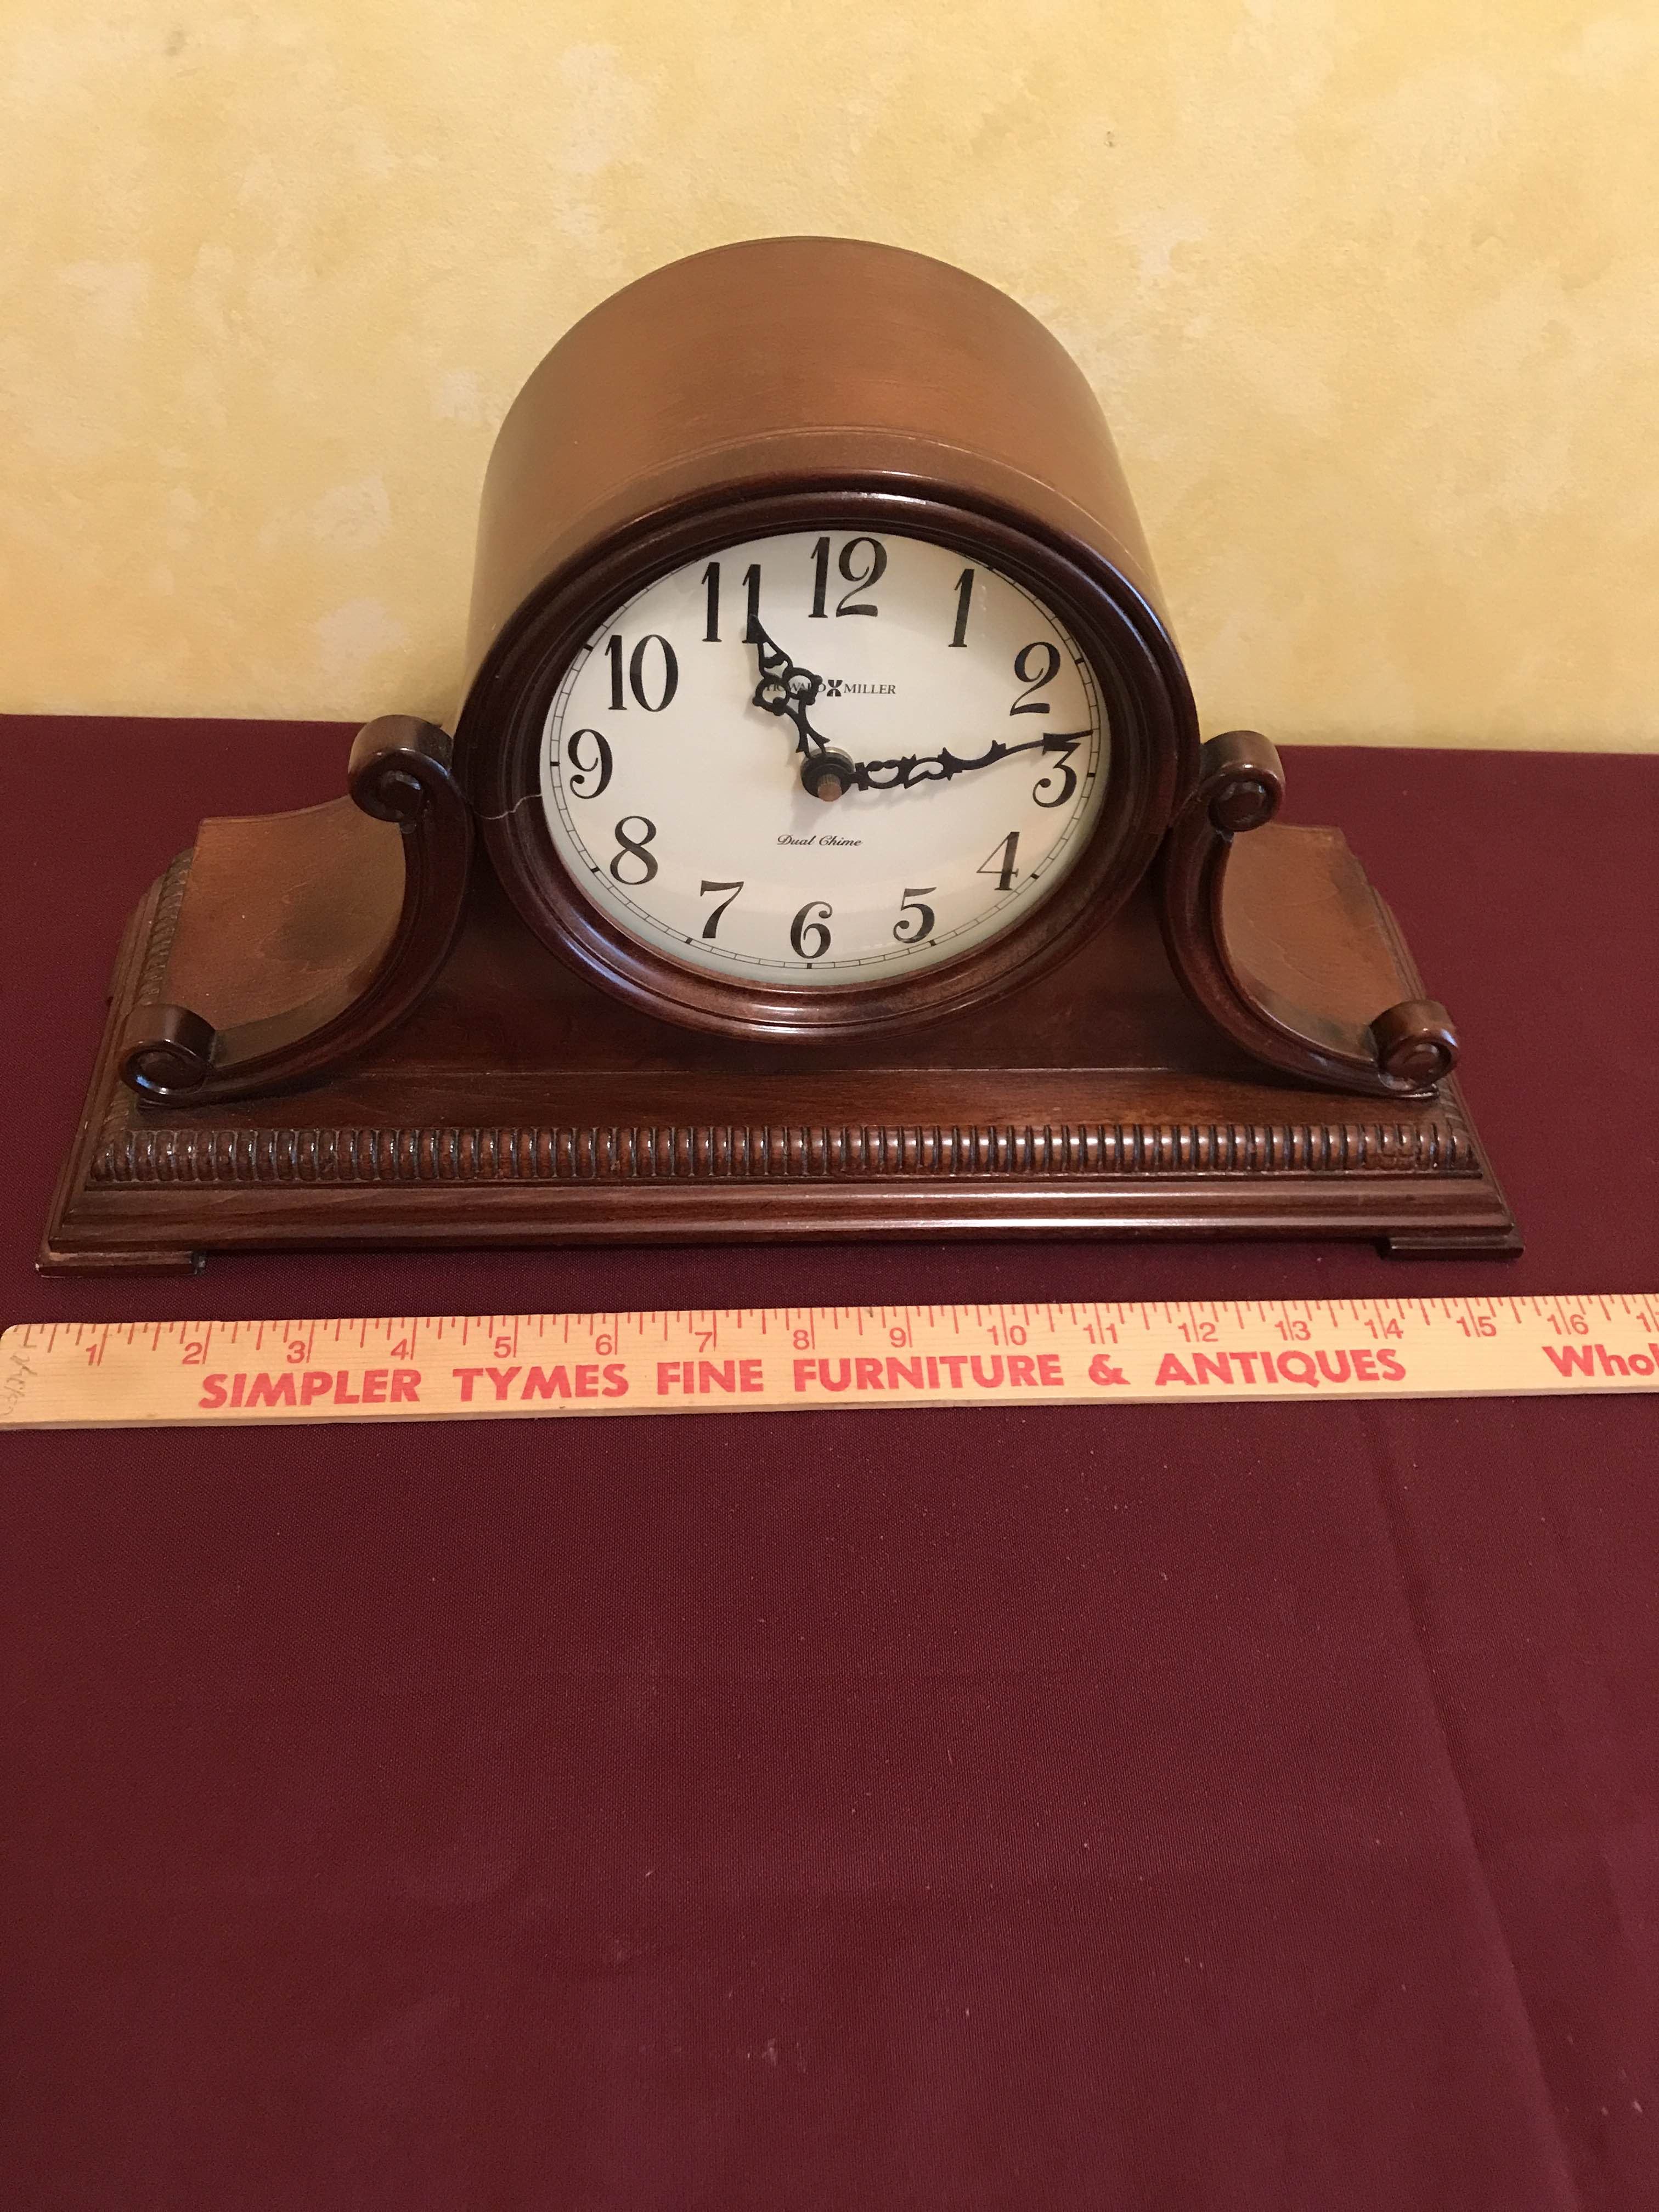 12
11 1
10 2
HOWARD MILLER
9 3
Dual Chime
8 4
7 5
6
1 2 3 4 5 6 7 8 9 10 11 12 13 14 15 16
SIMPLER TYMES FINE FURNITURE & ANTIQUES